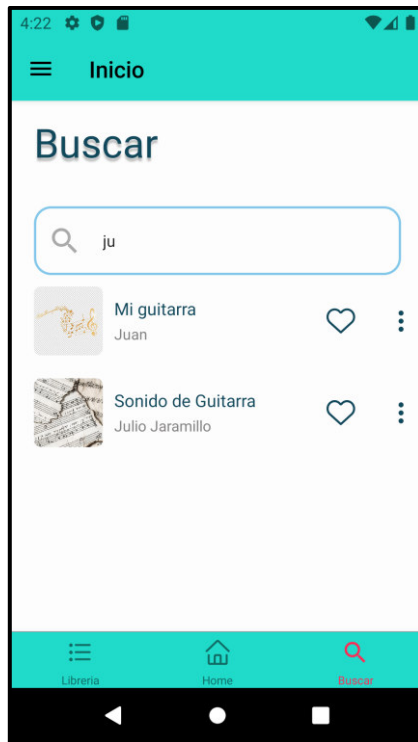 4:22
Inicio
Buscar
ju
Mi guitarra
Juan
Sonido de Guitarra
Julio Jaramillo
Libreria Home Buscar